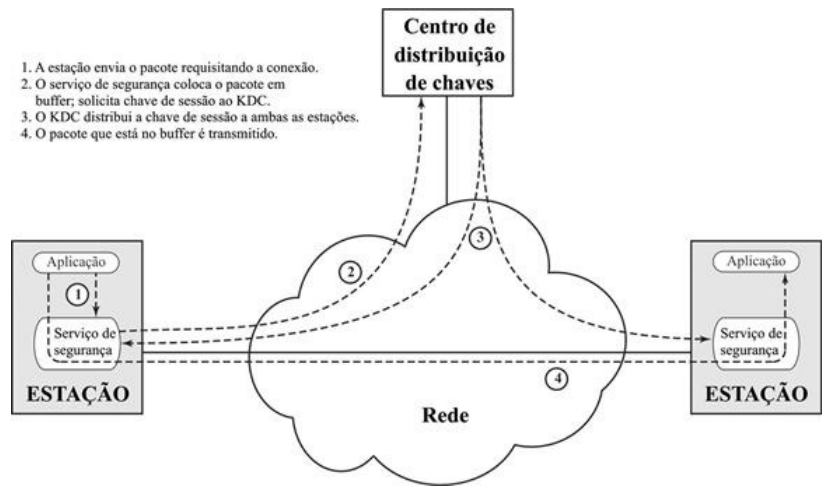 Centro de
distribuição
de chaves
1. A estação envia o pacote requisitando a conexão.
2. O serviço de segurança coloca o pacote em
buffer; solicita chave de sessão ao KDC.
3. O KDC distribui a chave de sessão a ambas as estações.
4. O pacote que está no buffer é transmitido.
Aplicação
1
Serviço de
segurança
ESTAÇÃO
2
3
4
Rede
Aplicação
Serviço de
segurança
ESTAÇÃO